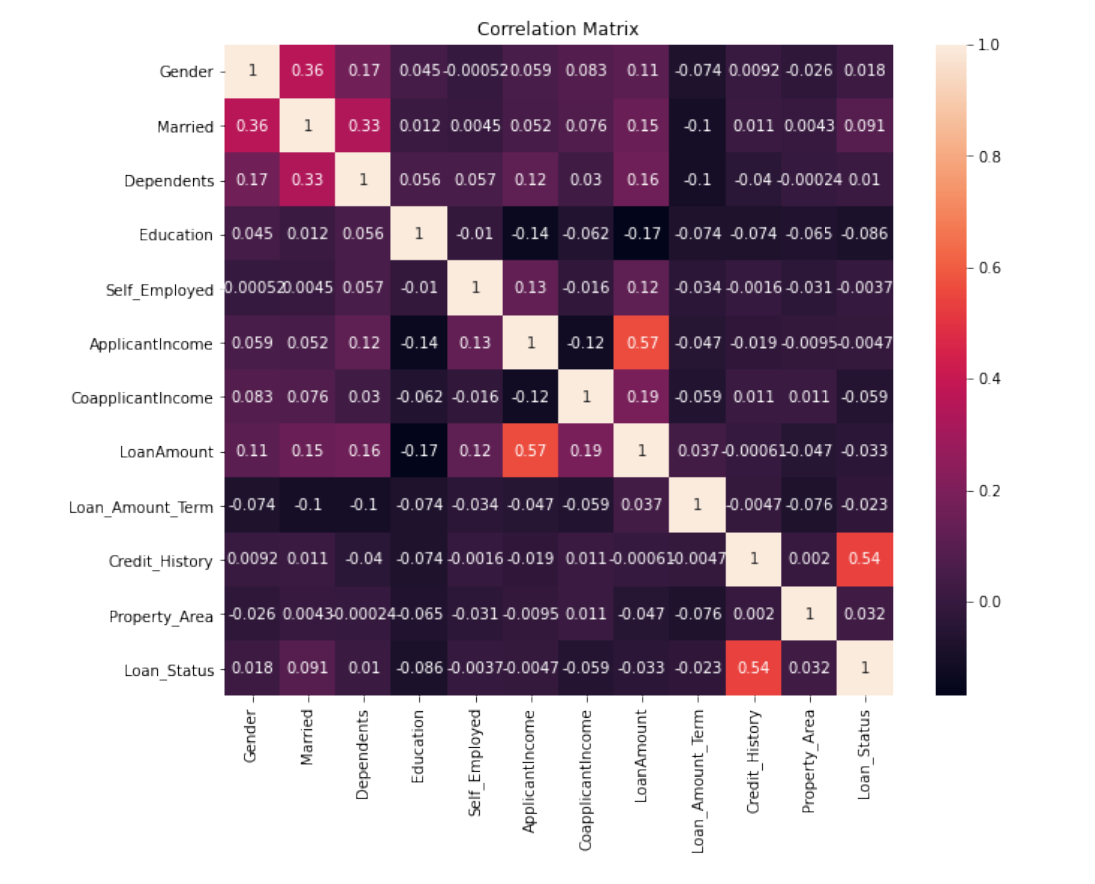 Correlation Matrix
Gender 1 0.36 0.17 0.045 -0.00052 0.059 0.083 0.11 -0.074 0.0092 -0.026 0.018
Married 0.36 1 0.33 0.012 0.0045 0.052 0.076 0.15 -0.1 0.011 0.0043 0.091
Dependents 0.17 0.33 1 0.056 0.057 0.12 0.03 0.16 -0.1 -0.04 -0.00024 0.01
Education 0.045 0.012 0.056 1 -0.01 -0.14 -0.062 -0.17 -0.074 -0.074 -0.065 -0.086
Self_Employed 0.00052 0.0045 0.057 -0.01 1 0.13 -0.016 0.12 -0.034 -0.0016 -0.031 -0.0037
ApplicantIncome 0.059 0.052 0.12 -0.14 0.13 1 -0.12 0.57 -0.047 -0.019 -0.0095 -0.0047
CoapplicantIncome 0.083 0.076 0.03 -0.062 -0.016 -0.12 1 0.19 -0.059 0.011 0.011 -0.059
LoanAmount 0.11 0.15 0.16 -0.17 0.12 0.57 0.19 1 0.037 -0.00061 -0.047 -0.033
Loan_Amount_Term -0.074 -0.1 -0.1 -0.074 -0.034 -0.047 -0.059 0.037 1 -0.0047 -0.076 -0.023
Credit_History 0.0092 0.011 -0.04 -0.074 -0.0016 -0.019 0.011 -0.00061 -0.0047 1 0.002 0.54
Property_Area -0.026 0.0043 -0.00024 -0.065 -0.031 -0.0095 0.011 -0.047 -0.076 0.002 1 0.032
Loan_Status 0.018 0.091 0.01 -0.086 -0.0037 -0.0047 -0.059 -0.033 -0.023 0.54 0.032 1
Gender
Married
Dependents
Education
Self_Employed
ApplicantIncome
CoapplicantIncome
LoanAmount
Loan_Amount_Term
Credit_History
Property_Area
Loan_Status
1.0
0.8
0.6
0.4
0.2
0.0